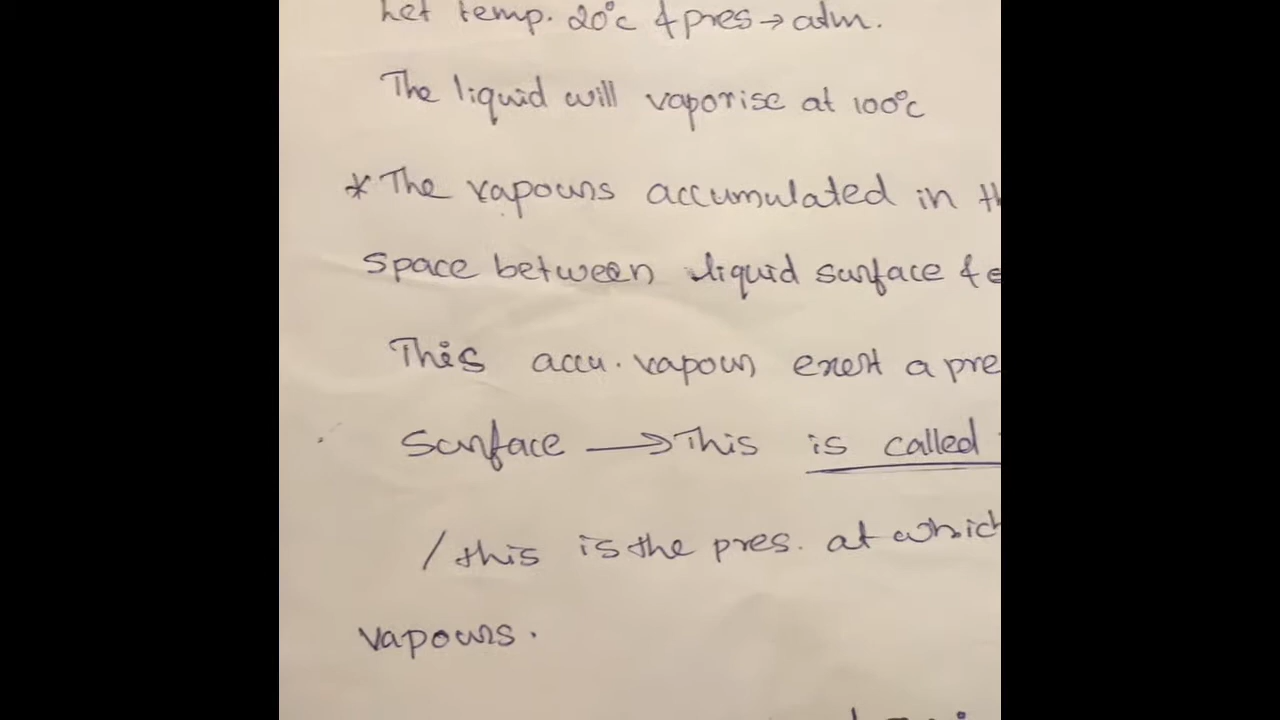 Let temp. 20°c & pres → atm.
The liquid will vaporise at 100°c
* The vapours accumulated in th
space between liquid surface & e
This accu. vapour exert a pre
Surface → This is called
/ this is the pres. at which
vapours.